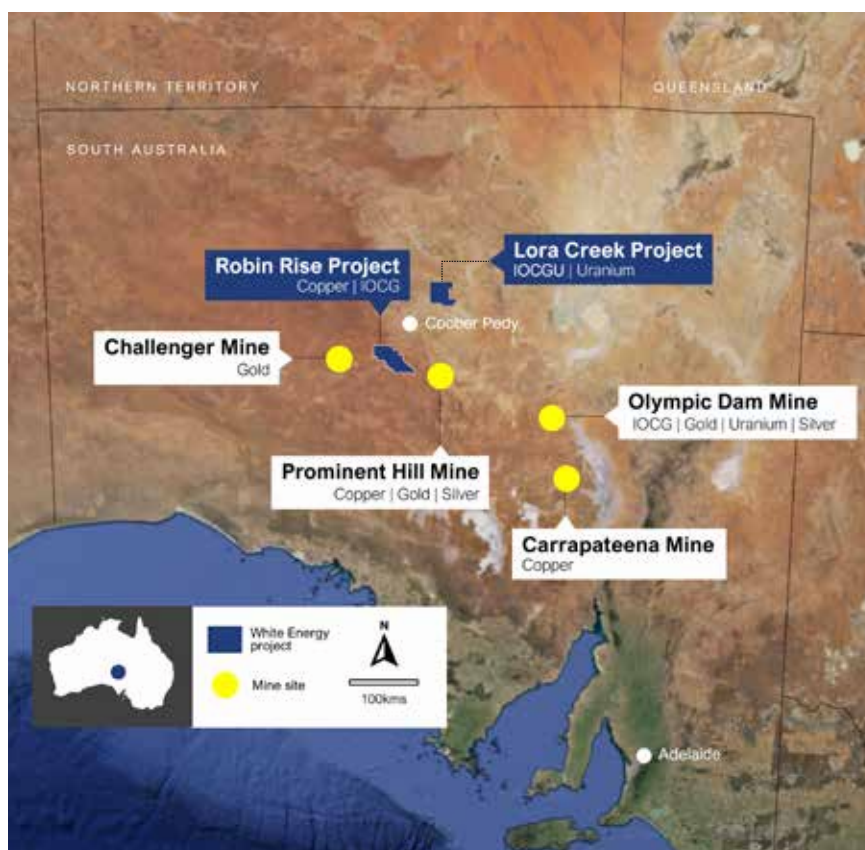 NORTHERN TERRITORY
QUEENSLAND
SOUTH AUSTRALIA
Lora Creek Project
IOCGU | Uranium
Robin Rise Project
Copper | IOCG
Coober Pedy
Challenger Mine
Gold
Olympic Dam Mine
IOCG | Gold | Uranium | Silver
Prominent Hill Mine
Copper | Gold | Silver
Carrapateena Mine
Copper
White Energy
project
Mine site
N
100kms
Adelaide